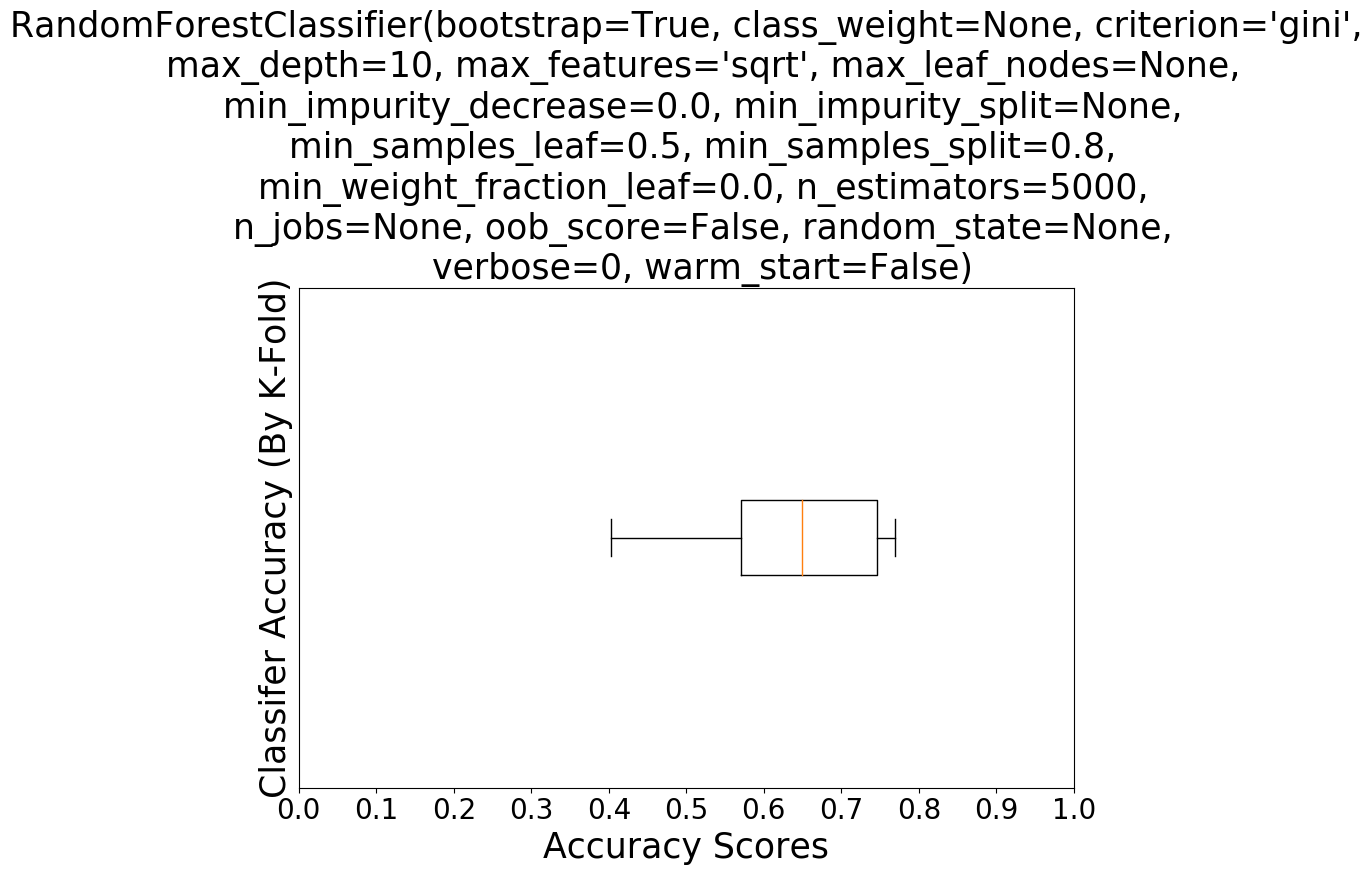 RandomForestClassifier(bootstrap=True, class_weight=None, criterion='gini',
max_depth=10, max_features='sqrt', max_leaf_nodes=None,
min_impurity_decrease=0.0, min_impurity_split=None,
min_samples_leaf=0.5, min_samples_split=0.8,
min_weight_fraction_leaf=0.0, n_estimators=5000,
n_jobs=None, oob_score=False, random_state=None,
verbose=0, warm_start=False)
Classifer Accuracy (By K-Fold)
0.0 0.1 0.2 0.3 0.4 0.5 0.6 0.7 0.8 0.9 1.0
Accuracy Scores